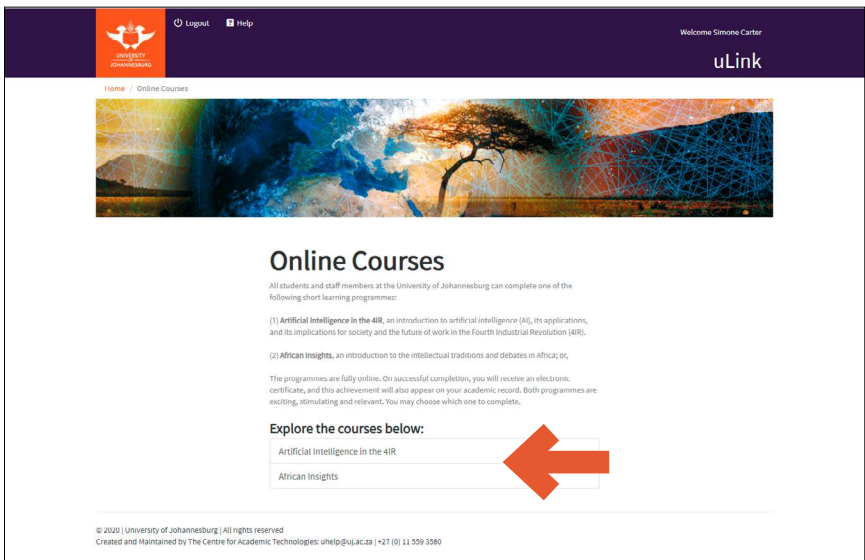 Logout Help
Welcome Simone Carter
UNIVERSITY
OF
JOHANNESBURG
uLink
Home / Online Courses
Online Courses
All students and staff members at the University of Johannesburg can complete one of the
following short learning programmes:
(1) Artificial Intelligence in the 4IR, an introduction to artificial intelligence (AI), its applications,
and its implications for society and the future of work in the Fourth Industrial Revolution (4IR).
(2) African Insights, an introduction to the intellectual traditions and debates in Africa; or,
The programmes are fully online. On successful completion, you will receive an electronic
certificate, and this achievement will also appear on your academic record. Both programmes are
exciting, stimulating and relevant. You may choose which one to complete.
Explore the courses below:
Artificial Intelligence in the 4IR
African Insights
© 2020 | University of Johannesburg | All rights reserved
Created and Maintained by The Centre for Academic Technologies: uhelp@uj.ac.za | +27 (0) 11 559 3580